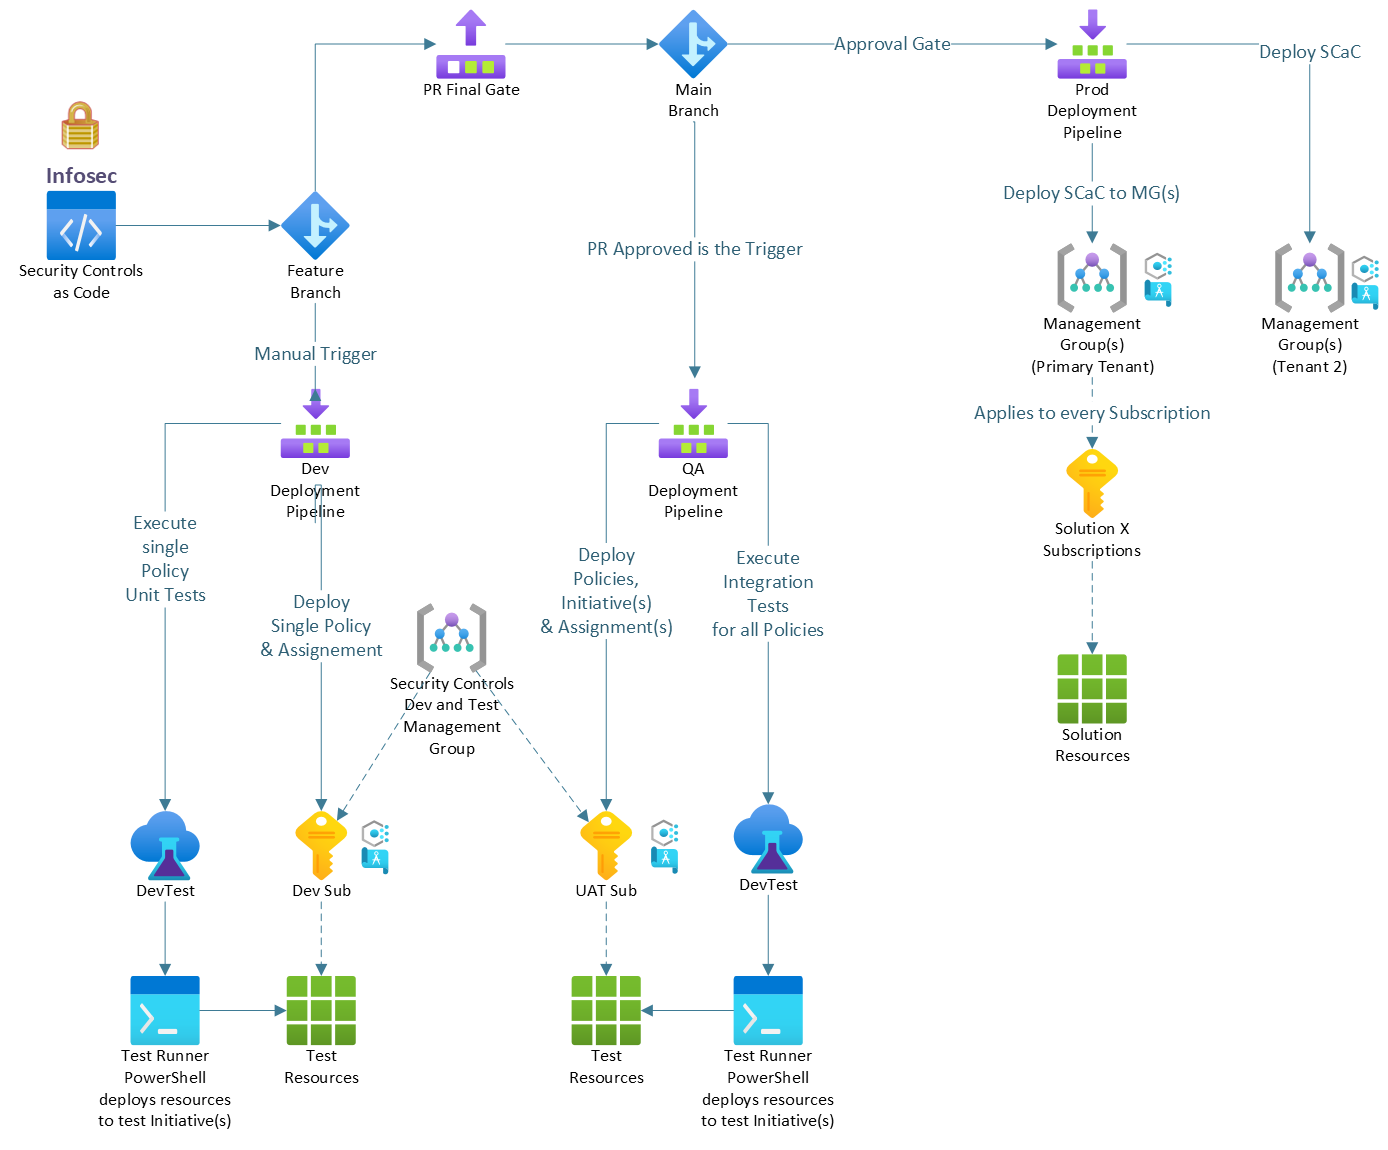 PR Final Gate
Main
Branch
Approval Gate
Prod
Deployment
Pipeline
Deploy SCaC
Infosec
Security Controls
as Code
Feature
Branch
Manual Trigger
PR Approved is the Trigger
Deploy SCaC to MG(s)
Management
Group(s)
(Primary Tenant)
Management
Group(s)
(Tenant 2)
Applies to every Subscription
Dev
Deployment
Pipeline
QA
Deployment
Pipeline
Solution X
Subscriptions
Execute
single
Policy
Unit Tests
Deploy
Single Policy
& Assignement
Deploy
Policies,
Initiative(s)
& Assignment(s)
Execute
Integration
Tests
for all Policies
Security Controls
Dev and Test
Management
Group
Solution
Resources
DevTest
Dev Sub
UAT Sub
DevTest
Test Runner
PowerShell
deploys resources
to test Initiative(s)
Test
Resources
Test
Resources
Test Runner
PowerShell
deploys resources
to test Initiative(s)